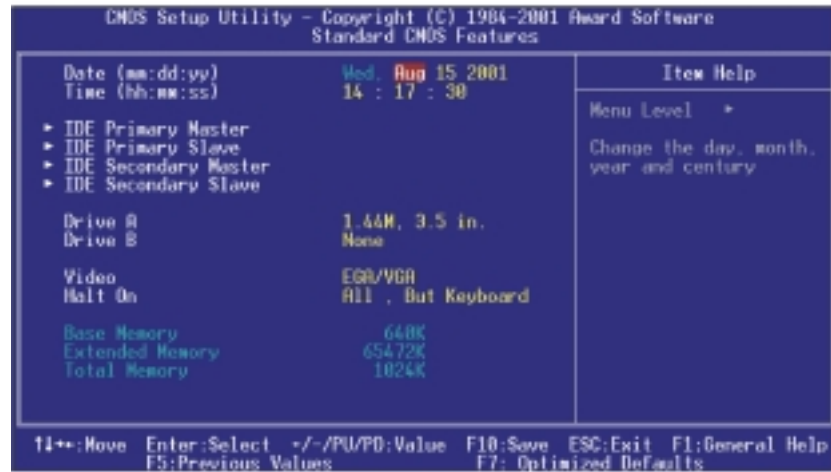 CMOS Setup Utility - Copyright (C) 1984-2001 Award Software
Standard CMOS Features
Date (mm:dd:yy) Wed, Aug 15 2001
Time (hh:mm:ss) 14 : 17 : 30
► IDE Primary Master
► IDE Primary Slave
► IDE Secondary Master
► IDE Secondary Slave
Drive A 1.44M, 3.5 in.
Drive B None
Video EGA/VGA
Halt On All , But Keyboard
Base Memory 640K
Extended Memory 65472K
Total Memory 1024K
Item Help
Menu Level ►
Change the day, month,
year and century
↑↓→←:Move Enter:Select +/-/PU/PD:Value F10:Save ESC:Exit F1:General Help
F5:Previous Values F7: Optimized Defaults